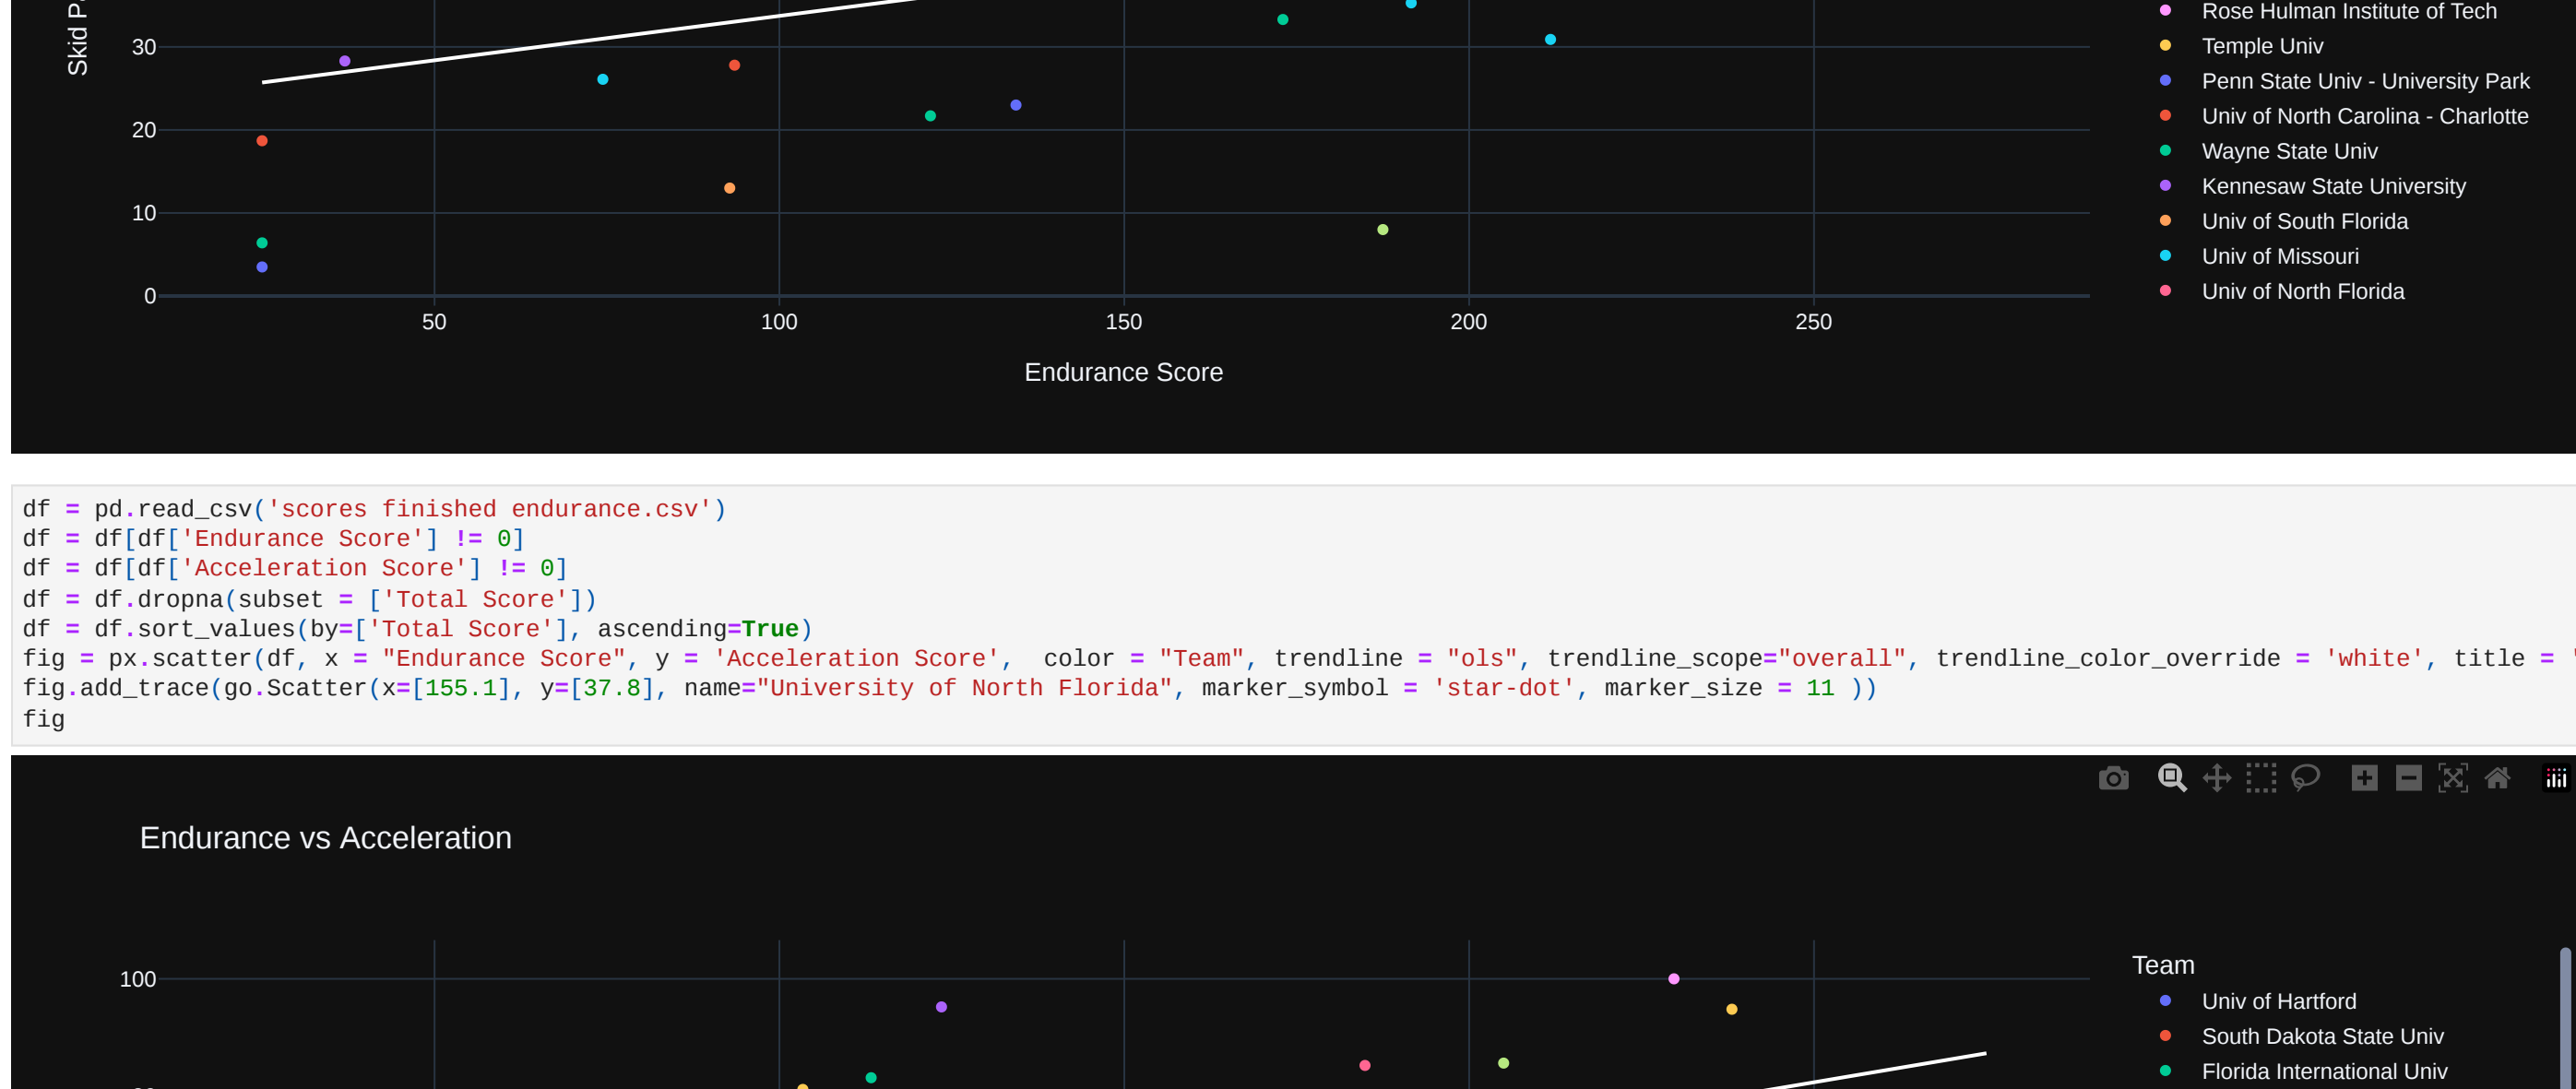 Skid
30
20
10
0
50 100 150 200 250
Endurance Score
Rose Hulman Institute of Tech
Temple Univ
Penn State Univ - University Park
Univ of North Carolina - Charlotte
Wayne State Univ
Kennesaw State University
Univ of South Florida
Univ of Missouri
Univ of North Florida
df = pd.read_csv('scores finished endurance.csv')
df = df[df['Endurance Score'] != 0]
df = df[df['Acceleration Score'] != 0]
df = df.dropna(subset = ['Total Score'])
df = df.sort_values(by=['Total Score'], ascending=True)
fig = px.scatter(df, x = "Endurance Score", y = 'Acceleration Score',  color = "Team", trendline = "ols", trendline_scope="overall", trendline_color_override = 'white', title = '
fig.add_trace(go.Scatter(x=[155.1], y=[37.8], name="University of North Florida", marker_symbol = 'star-dot', marker_size = 11 ))
fig
Endurance vs Acceleration
100
Team
Univ of Hartford
South Dakota State Univ
Florida International Univ